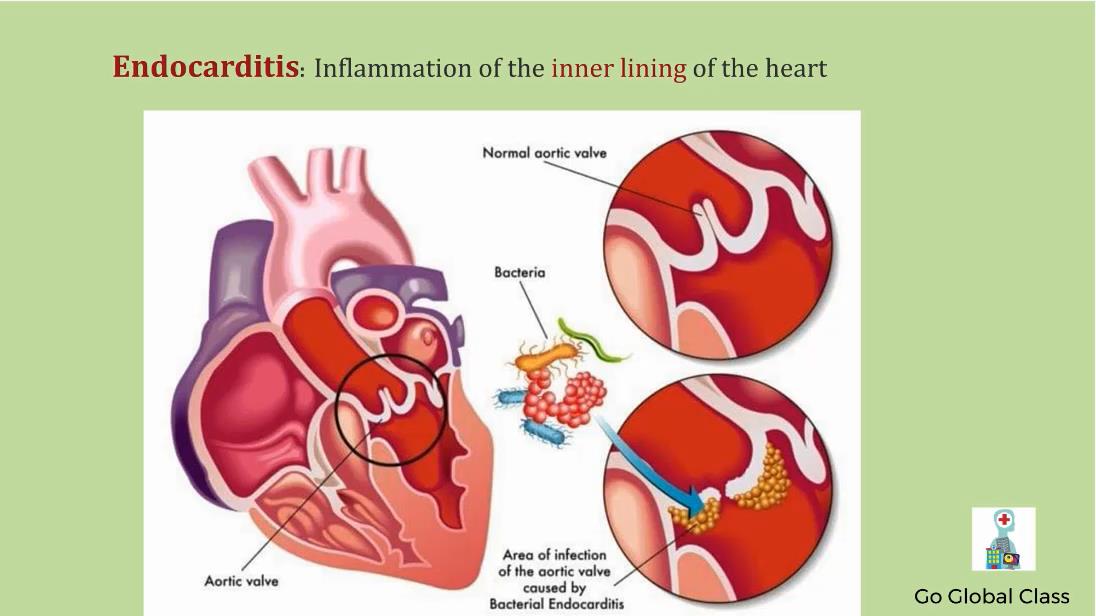 Endocarditis: Inflammation of the inner lining of the heart
Normal aortic valve
Bacteria
Aortic valve
Area of infection
of the aortic valve
caused by
Bacterial Endocarditis
Go Global Class